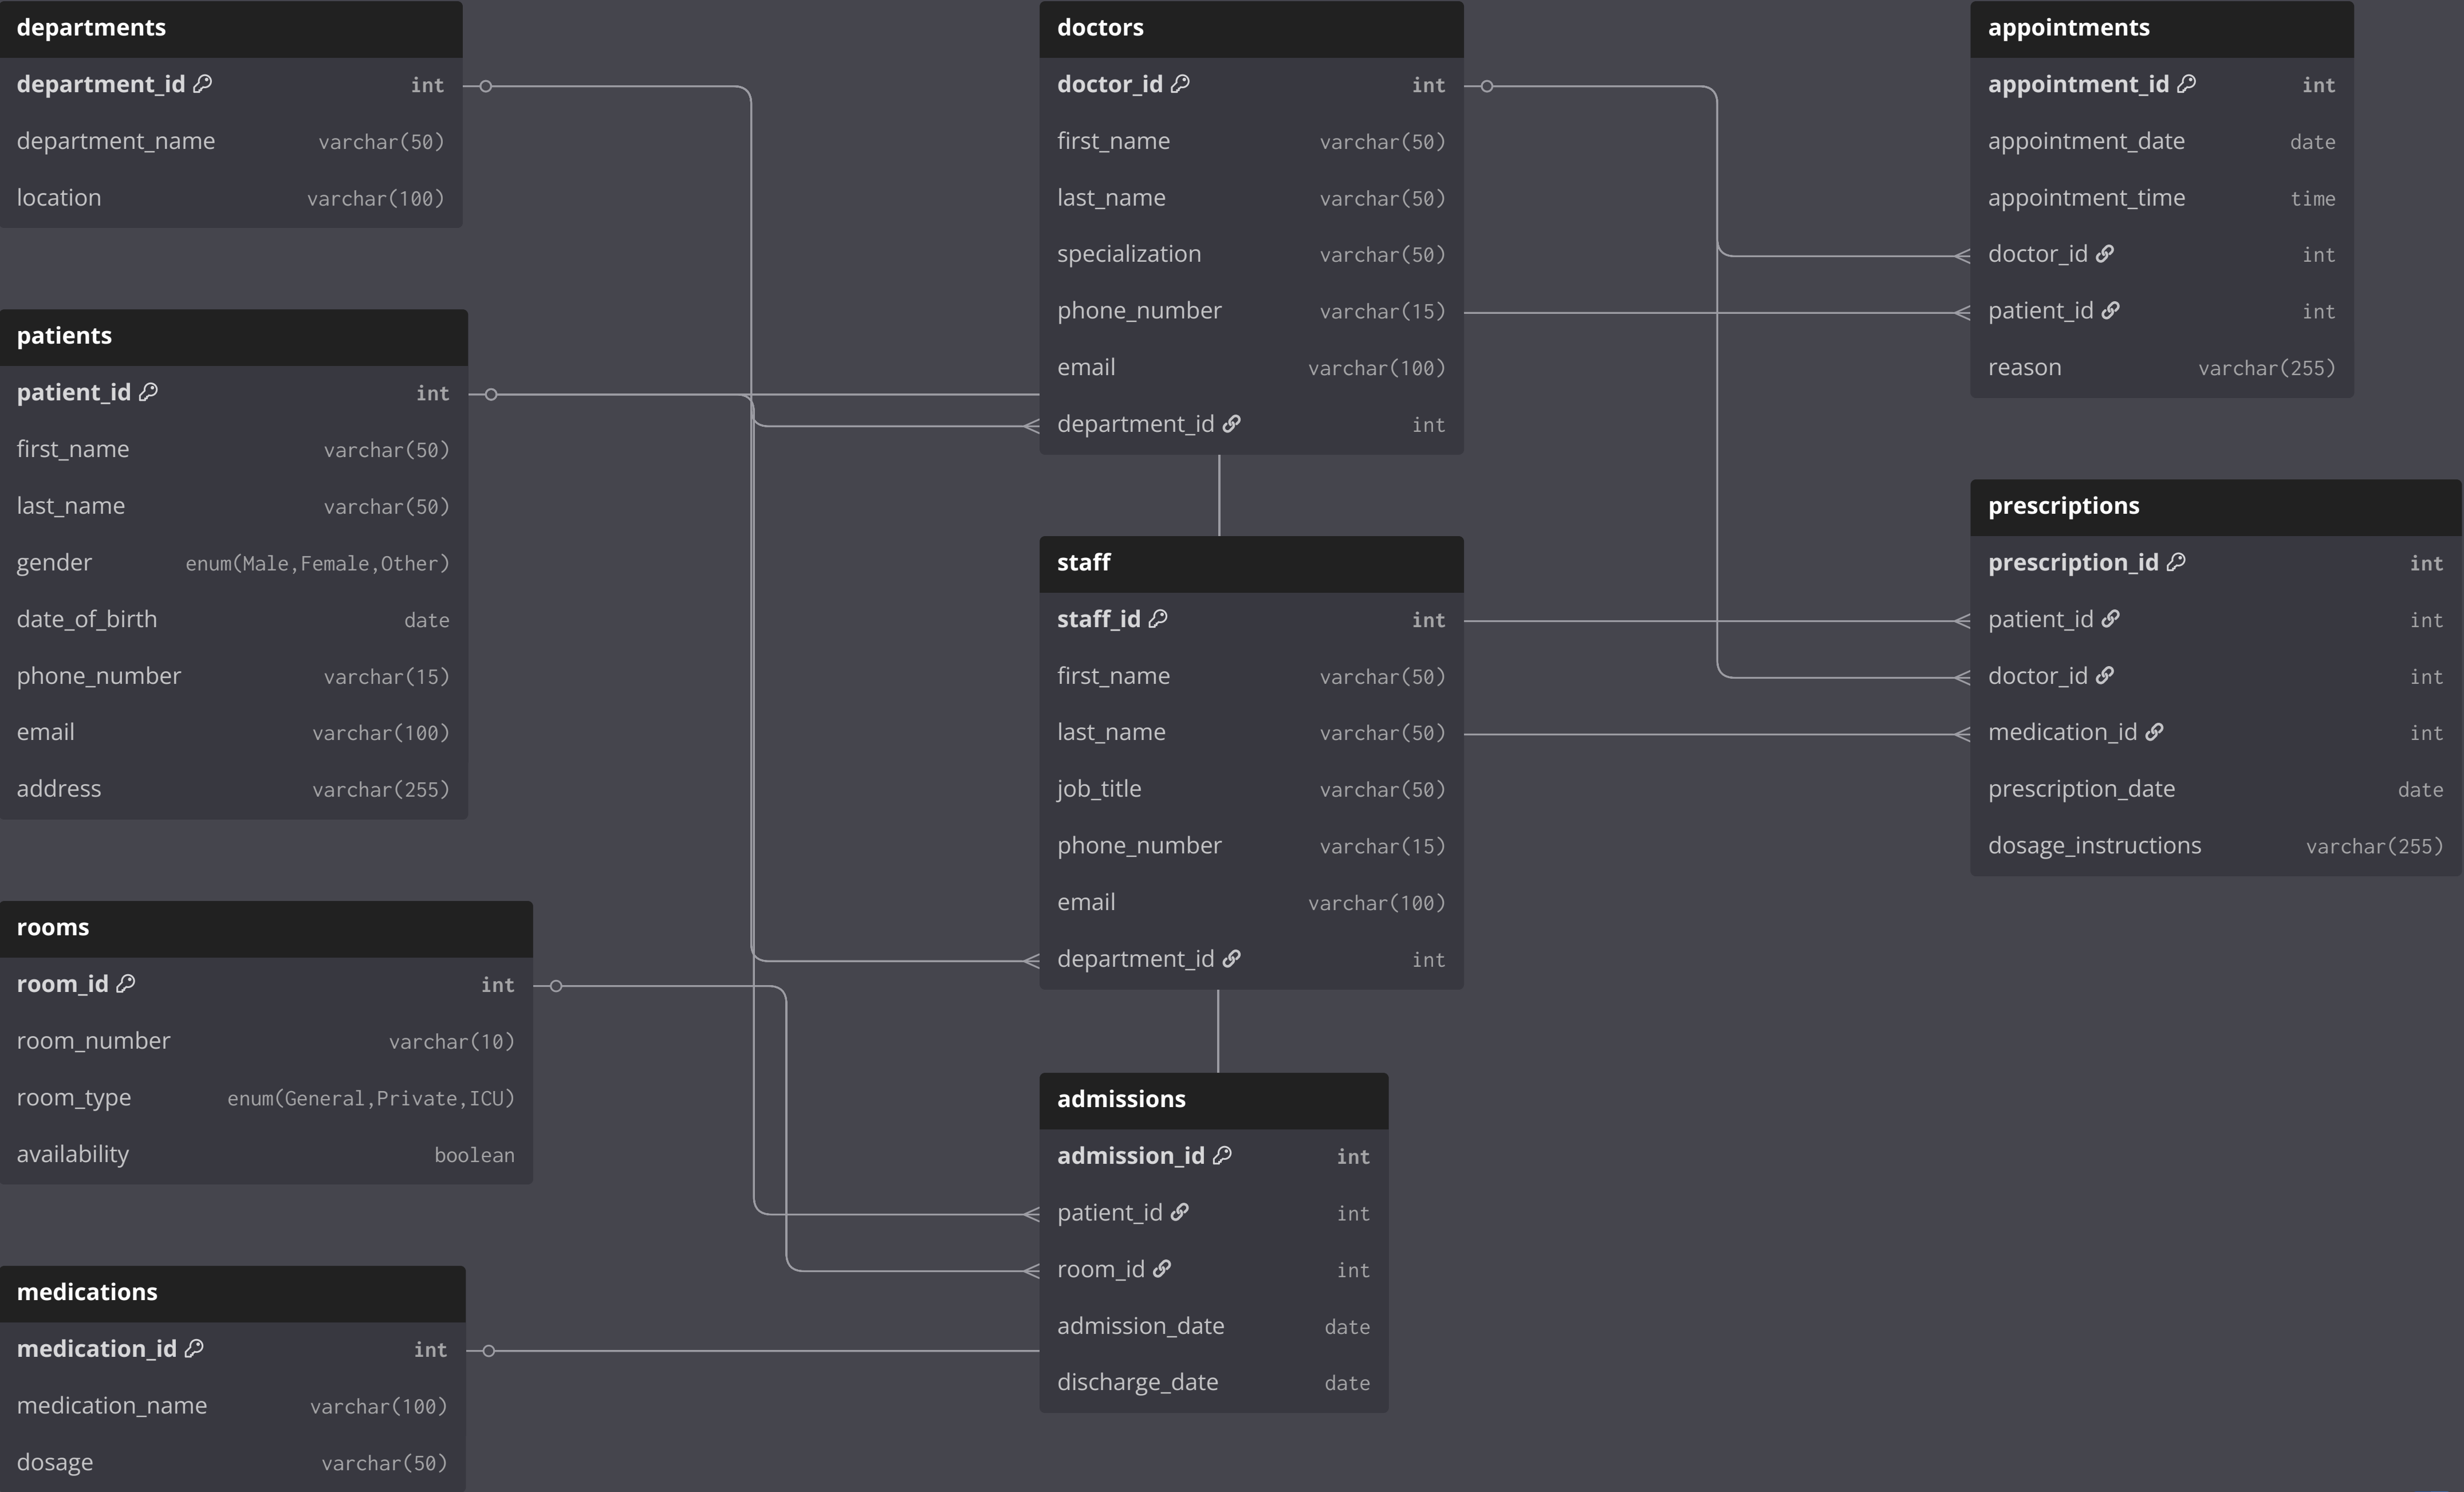 departments
department_id int
department_name varchar(50)
location varchar(100)
patients
patient_id int
first_name varchar(50)
last_name varchar(50)
gender enum(Male,Female,Other)
date_of_birth date
phone_number varchar(15)
email varchar(100)
address varchar(255)
rooms
room_id int
room_number varchar(10)
room_type enum(General,Private,ICU)
availability boolean
medications
medication_id int
medication_name varchar(100)
dosage varchar(50)
doctors
doctor_id int
first_name varchar(50)
last_name varchar(50)
specialization varchar(50)
phone_number varchar(15)
email varchar(100)
department_id int
staff
staff_id int
first_name varchar(50)
last_name varchar(50)
job_title varchar(50)
phone_number varchar(15)
email varchar(100)
department_id int
admissions
admission_id int
patient_id int
room_id int
admission_date date
discharge_date date
appointments
appointment_id int
appointment_date date
appointment_time time
doctor_id int
patient_id int
reason varchar(255)
prescriptions
prescription_id int
patient_id int
doctor_id int
medication_id int
prescription_date date
dosage_instructions varchar(255)